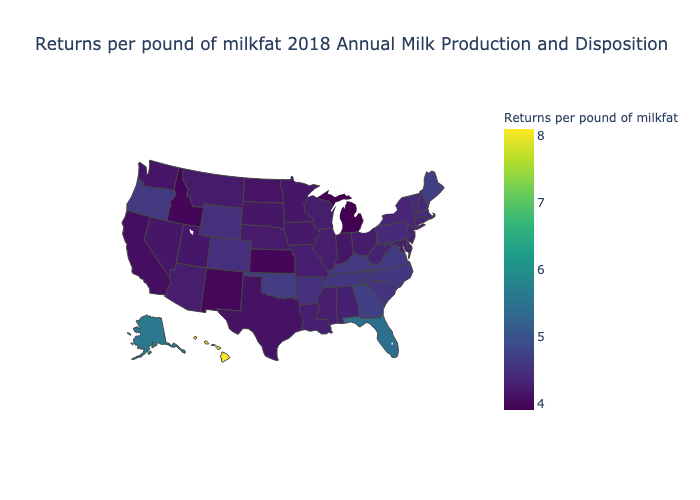 Returns per pound of milkfat 2018 Annual Milk Production and Disposition
Returns per pound of milkfat
8
7
6
5
4